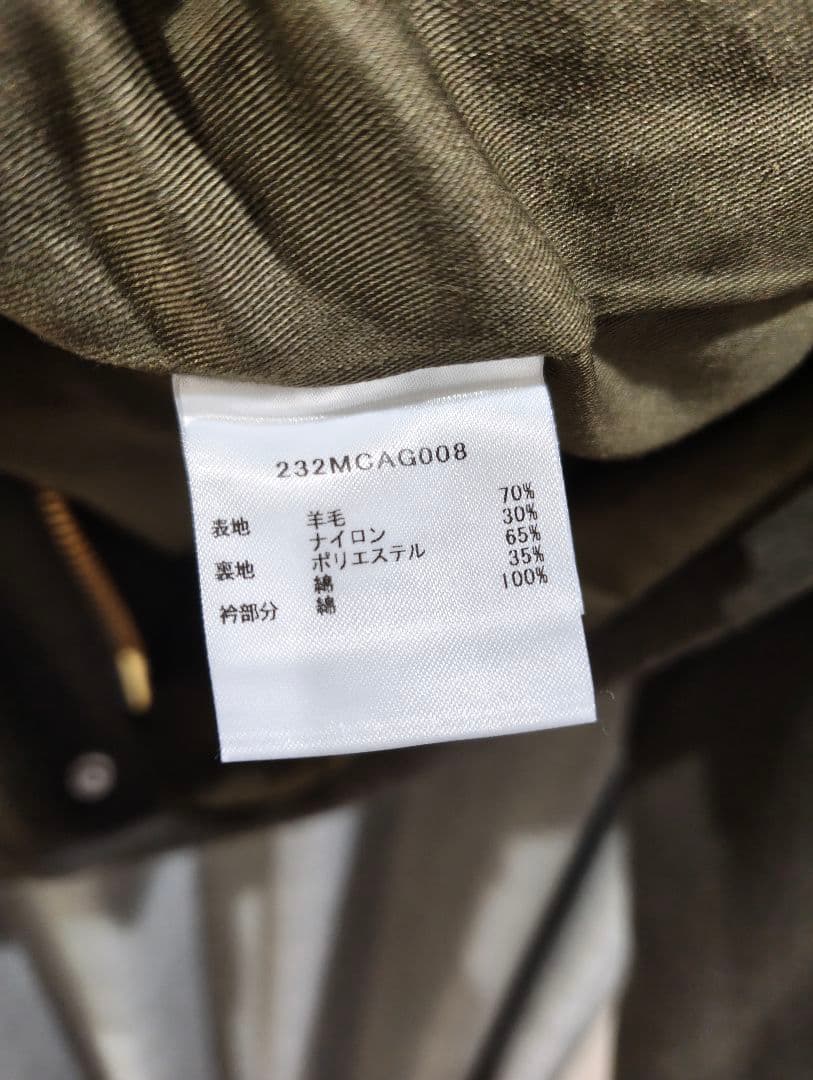 232MCAG008
表地 羊毛 70%
ナイロン 30%
裏地 ポリエステル 65%
綿 35%
衿部分 綿 100%